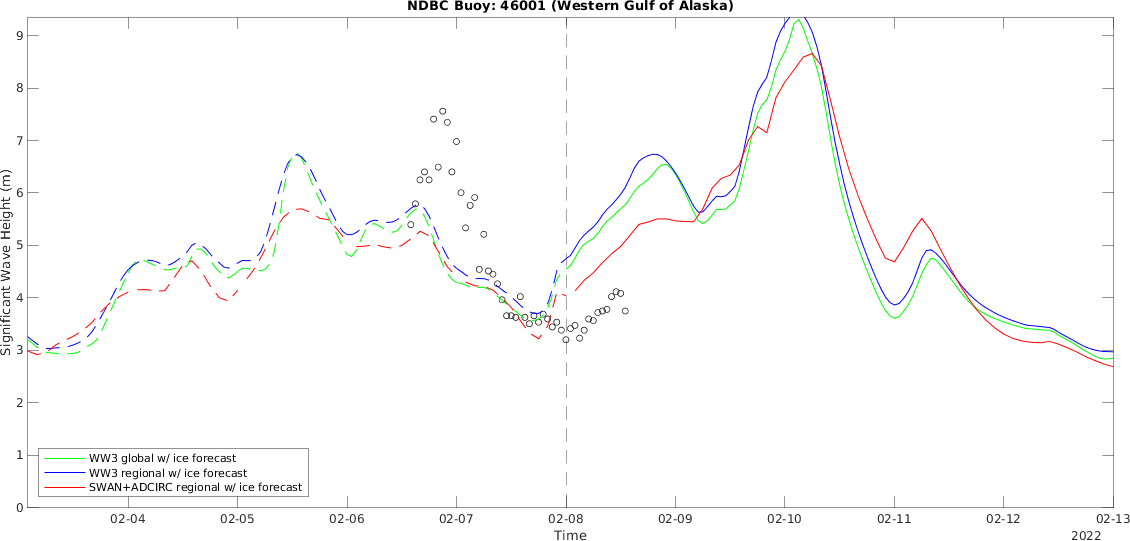 NDBC Buoy: 46001 (Western Gulf of Alaska)
9
8
7
6
5
4
3
2
1
0
Significant Wave Height (m)
WW3 global w/ ice forecast
WW3 regional w/ ice forecast
SWAN+ADCIRC regional w/ ice forecast
02-04 02-05 02-06 02-07 02-08 02-09 02-10 02-11 02-12 02-13
Time
2022